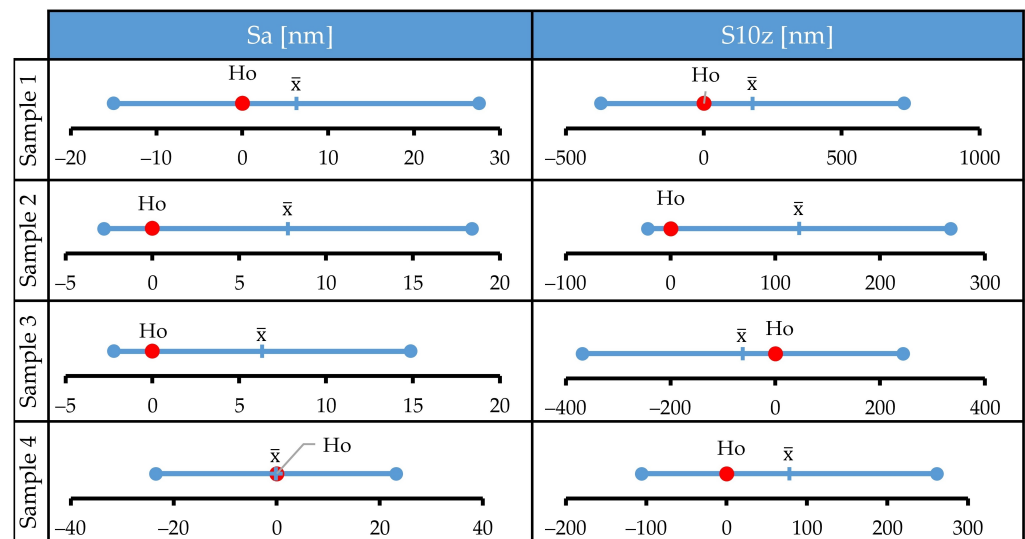 Sa [nm] S10z [nm]
Sample 1
Ho x̄
–20 –10 0 10 20 30
Ho x̄
–500 0 500 1000
Sample 2
Ho x̄
–5 0 5 10 15 20
Ho x̄
–100 0 100 200 300
Sample 3
Ho x̄
–5 0 5 10 15 20
x̄ Ho
–400 –200 0 200 400
Sample 4
x̄ Ho
–40 –20 0 20 40
Ho x̄
–200 –100 0 100 200 300